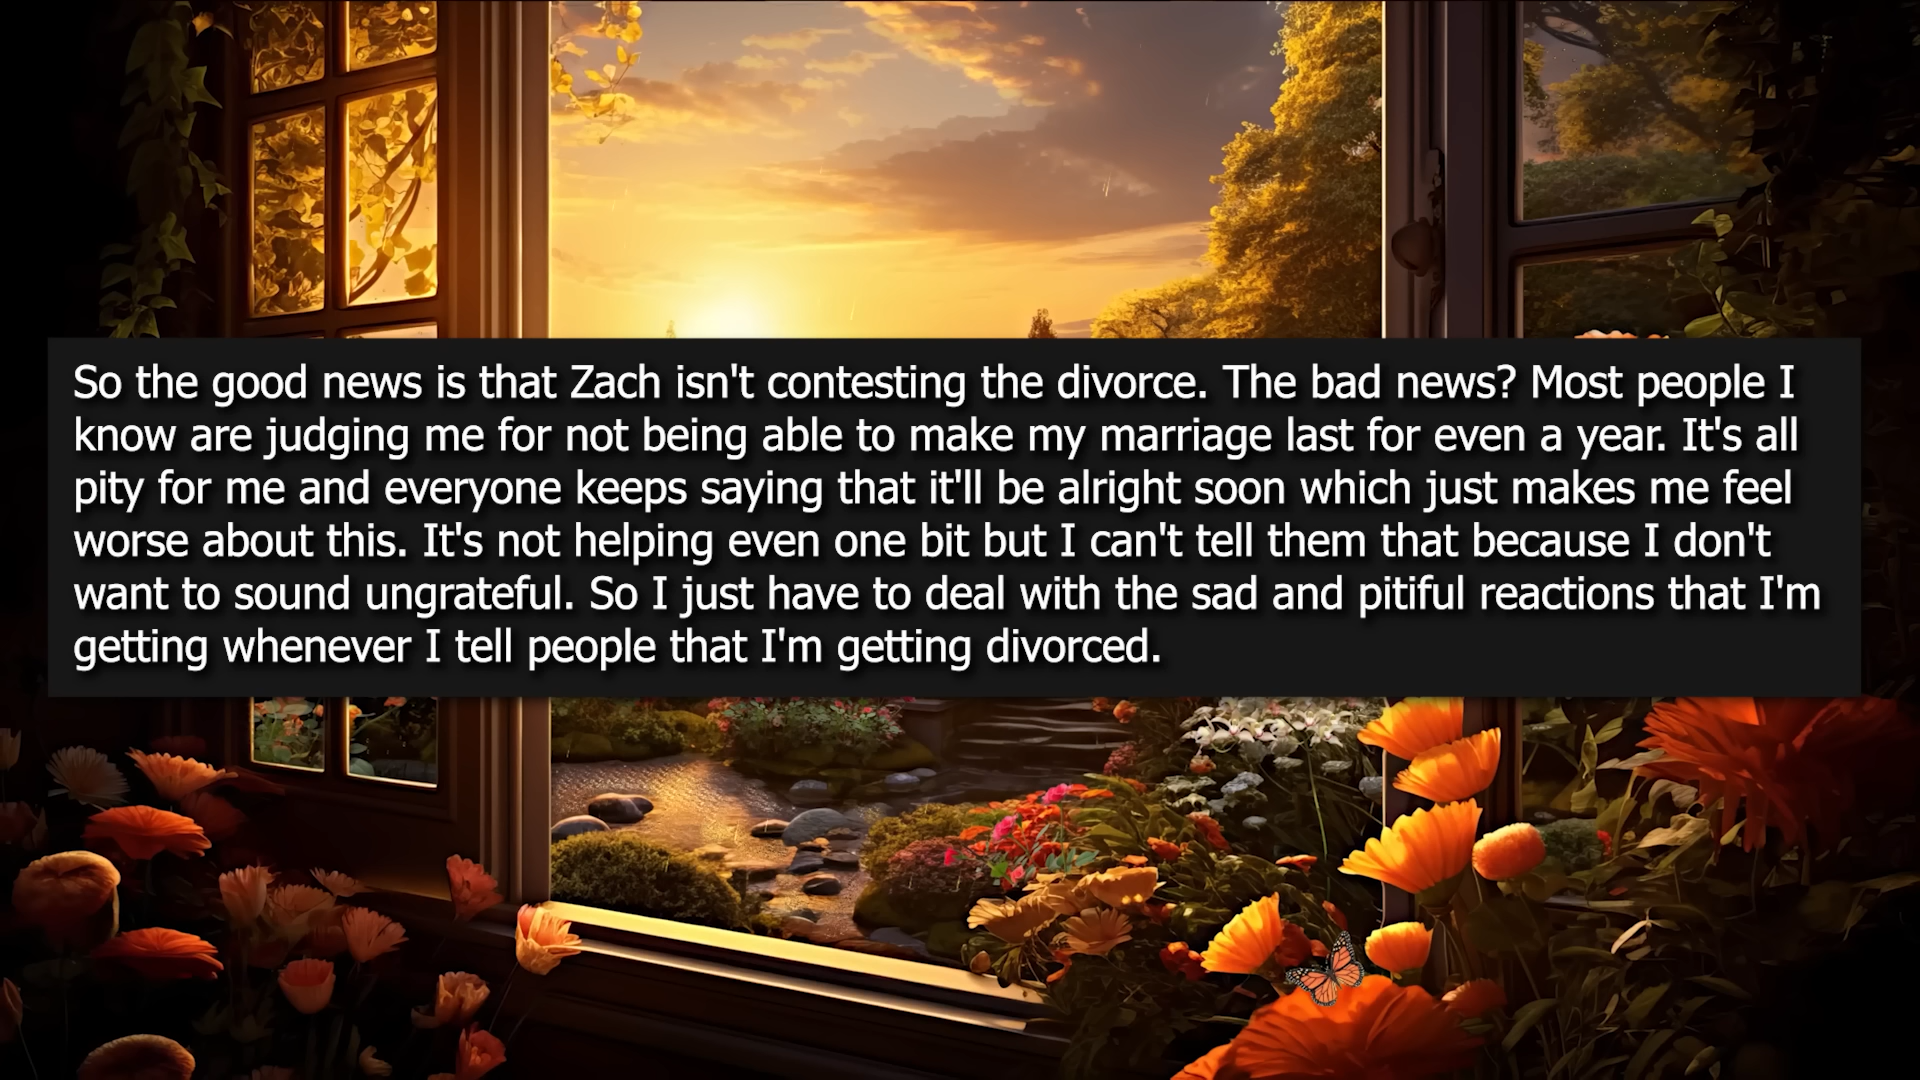 So the good news is that Zach isn't contesting the divorce. The bad news? Most people I
know are judging me for not being able to make my marriage last for even a year. It's all
pity for me and everyone keeps saying that it'll be alright soon which just makes me feel
worse about this. It's not helping even one bit but I can't tell them that because I don't
want to sound ungrateful. So I just have to deal with the sad and pitiful reactions that I'm
getting whenever I tell people that I'm getting divorced.